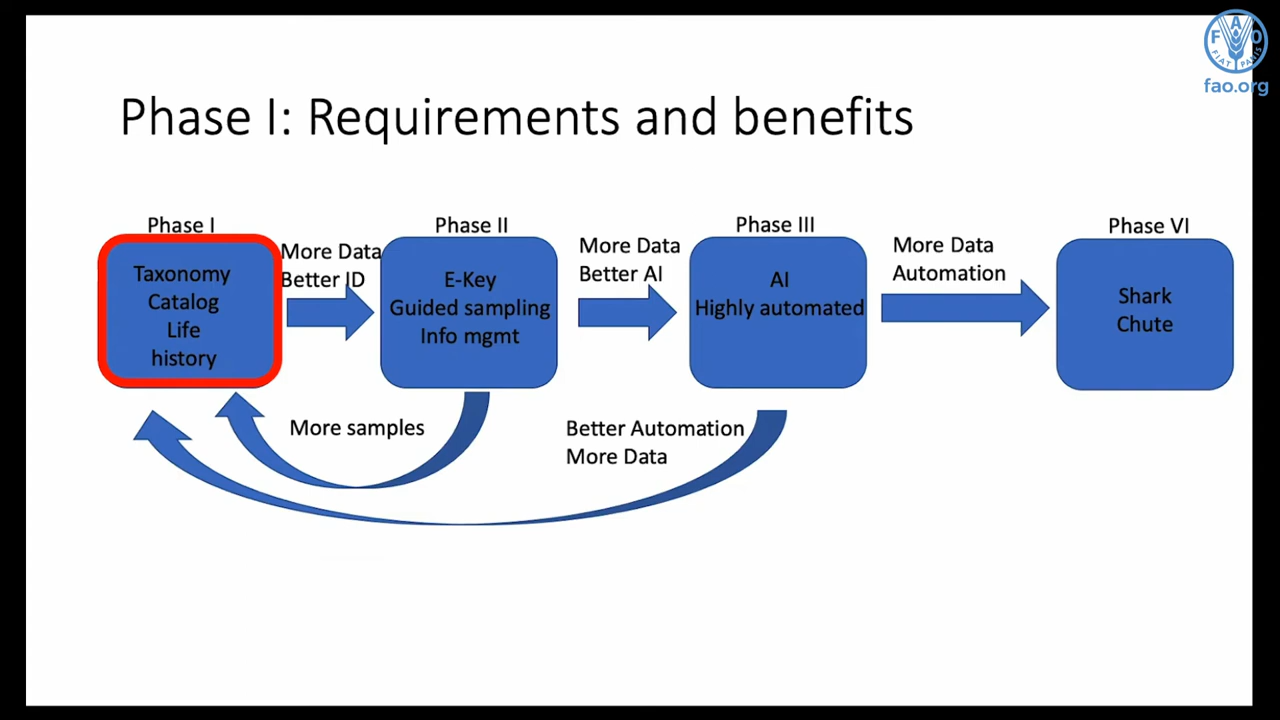 F A O
FIAT PANIS
fao.org
Phase I: Requirements and benefits
Phase I
Taxonomy
Catalog
Life
history
More Data
Better ID
Phase II
E-Key
Guided sampling
Info mgmt
More Data
Better AI
Phase III
AI
Highly automated
More Data
Automation
Phase VI
Shark
Chute
More samples
Better Automation
More Data